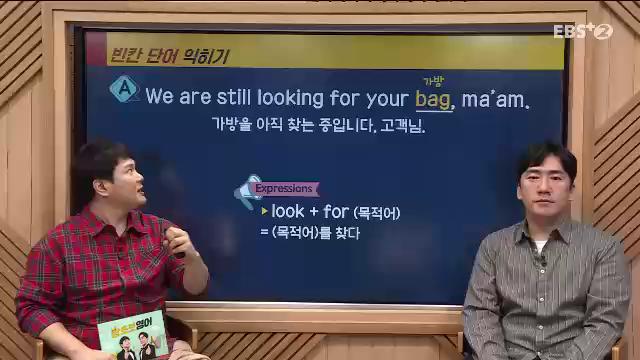 EBS+2
빈칸 단어 익히기
A
가방
We are still looking for your bag, ma'am.
가방을 아직 찾는 중입니다, 고객님.
Expressions
▶ look + for (목적어)
= (목적어)를 찾다
영어